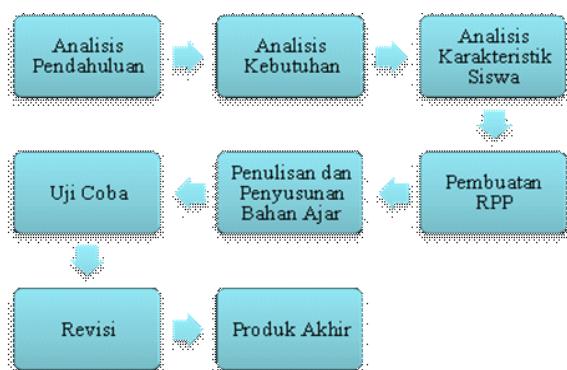 Analisis
Pendahuluan
Analisis
Kebutuhan
Analisis
Karakteristik
Siswa
Pembuatan
RPP
Penulisan dan
Penyusunan
Bahan Ajar
Uji Coba
Revisi
Produk Akhir